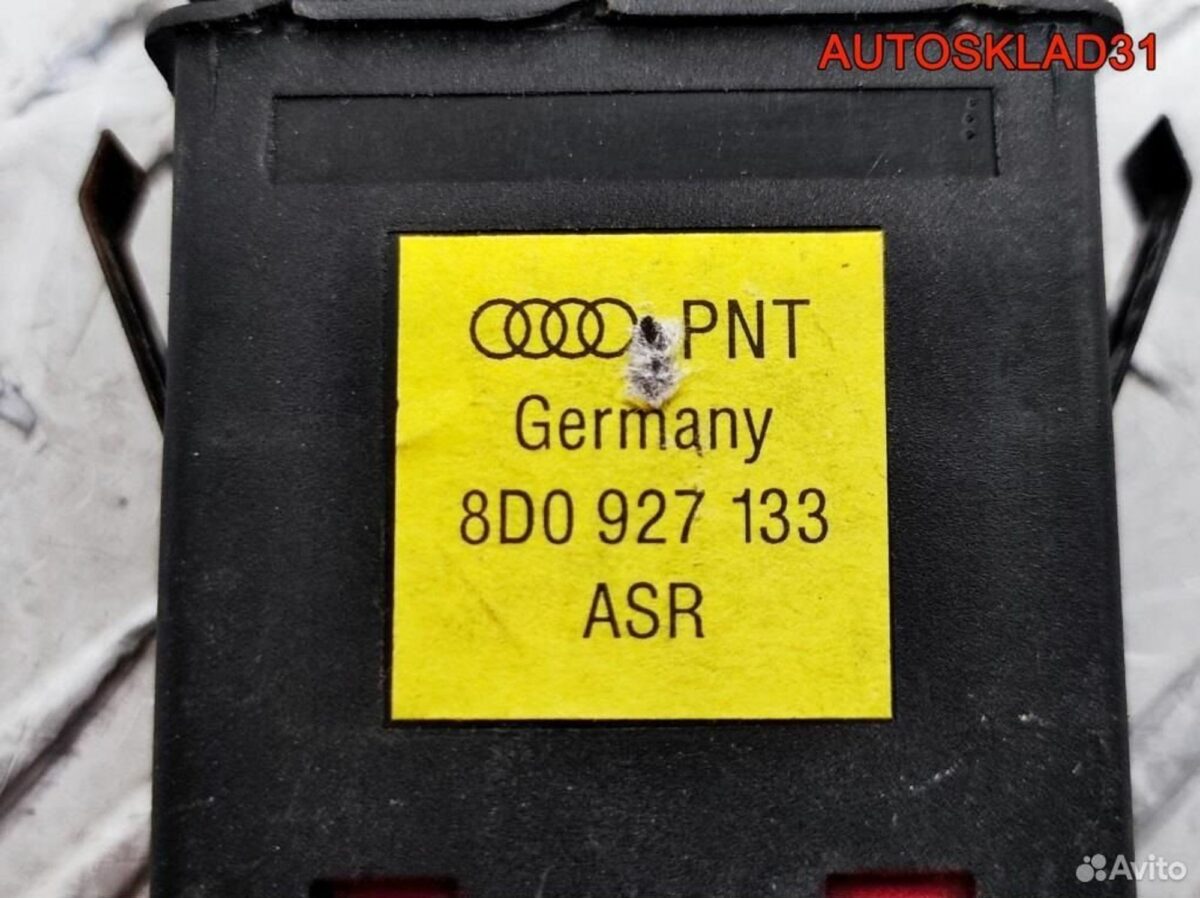 AUTOSKLAD31
PNT
Germany
8D0 927 133
ASR
Avito